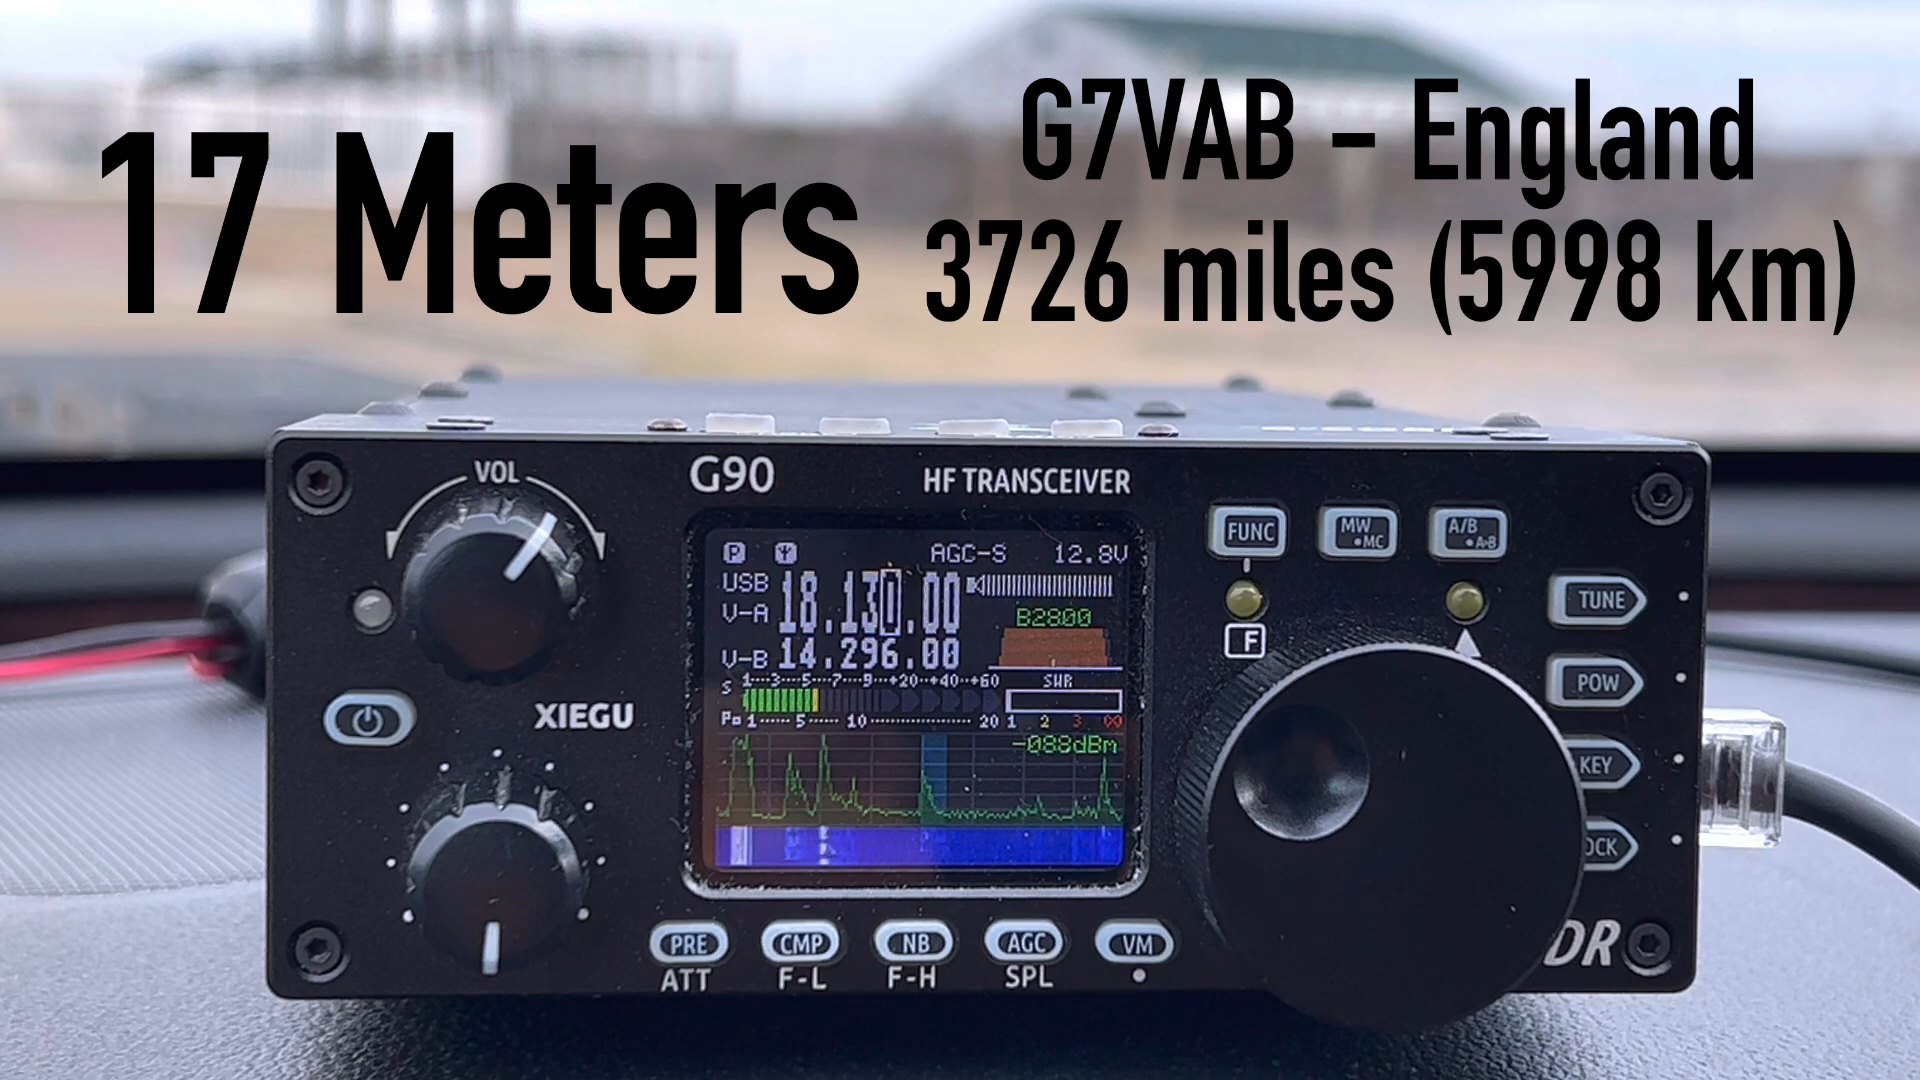 17 Meters
G7VAB – England
3726 miles (5998 km)
VOL
G90
HF TRANSCEIVER
FUNC
MW
•MC
A/B
•A›B
F
TUNE
POW
KEY
OCK
XIEGU
P
AGC-S 12.8V
USB 18.130.00
V-A
B2800
V-B 14.296.00
S 1 3 5 7 9 +20 +40 +60
SWR
Po 1 5 10 20
1 2 3 ∞
-088dBm
PRE
CMP
NB
AGC
VM
ATT
F-L
F-H
SPL
DR